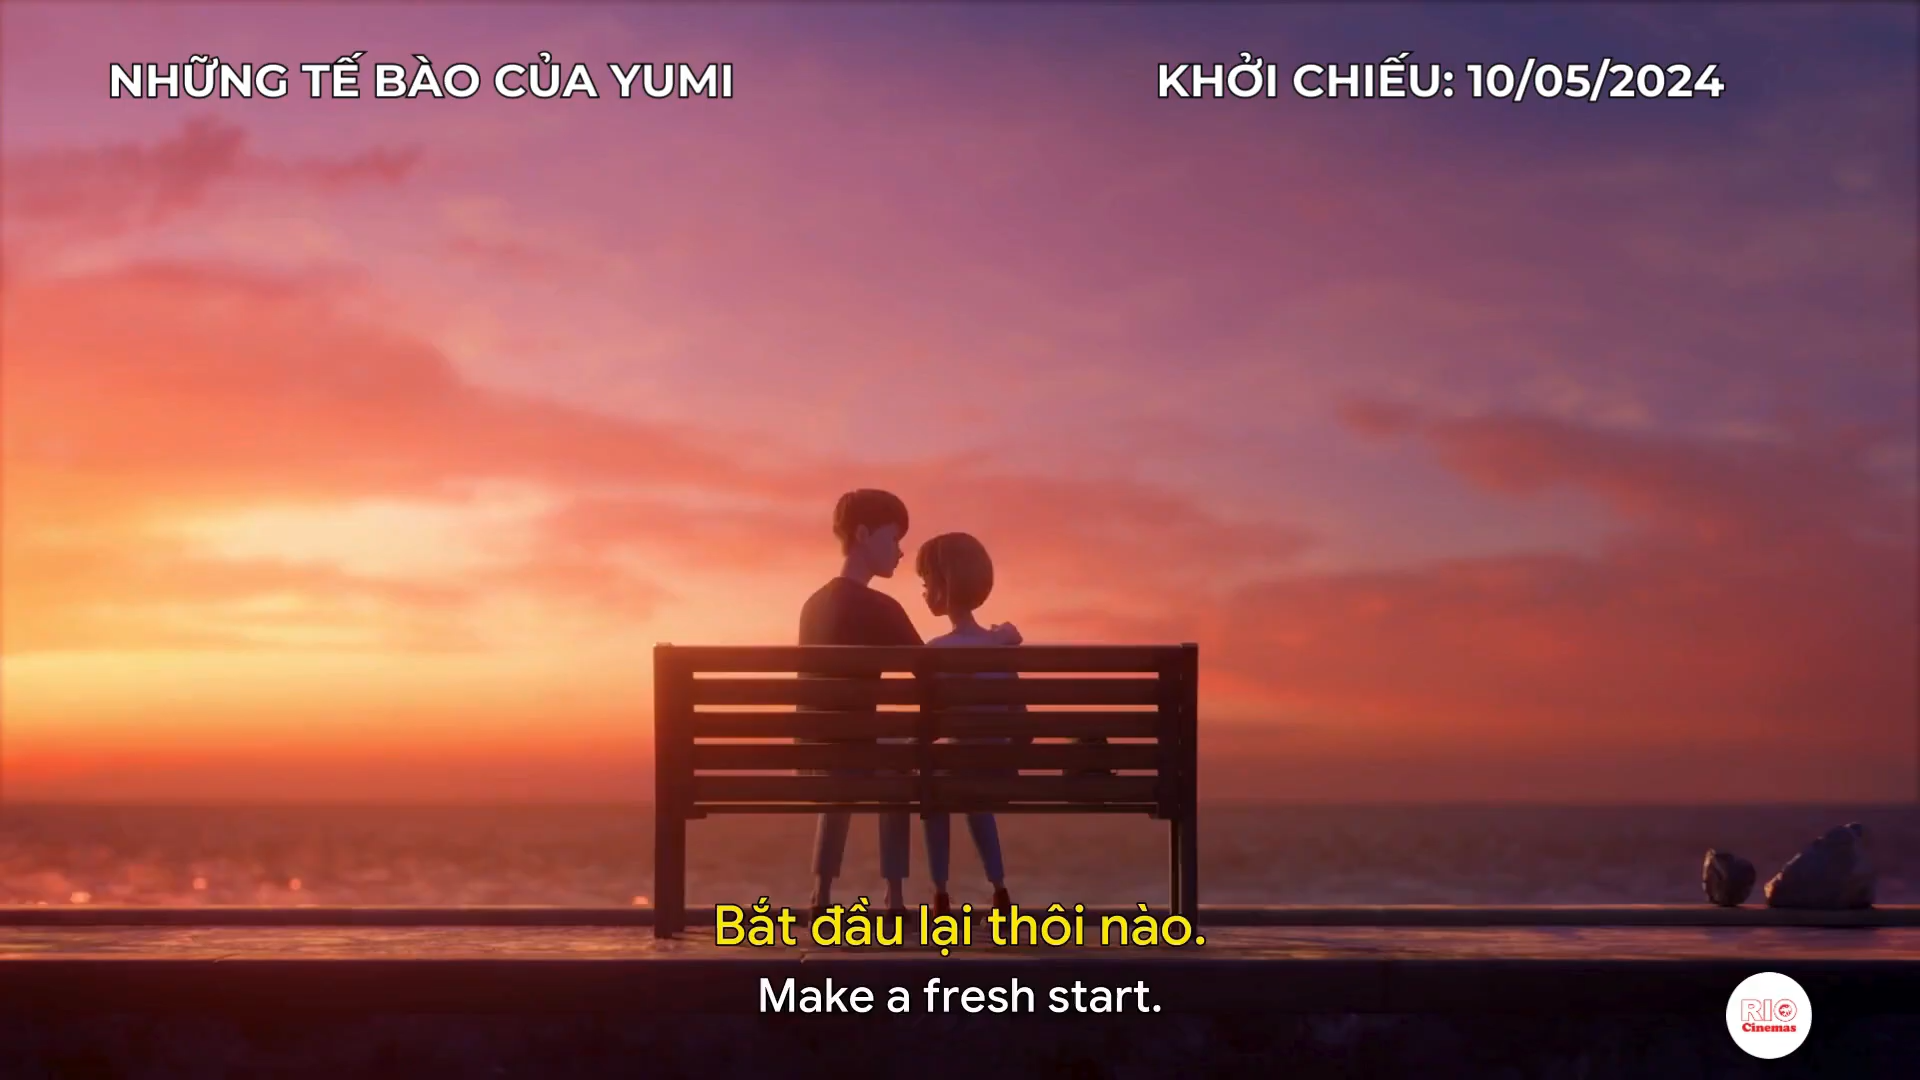 NHỮNG TẾ BÀO CỦA YUMI
KHỞI CHIẾU: 10/05/2024
Bắt đầu lại thôi nào.
Make a fresh start.
RIO
Cinemas